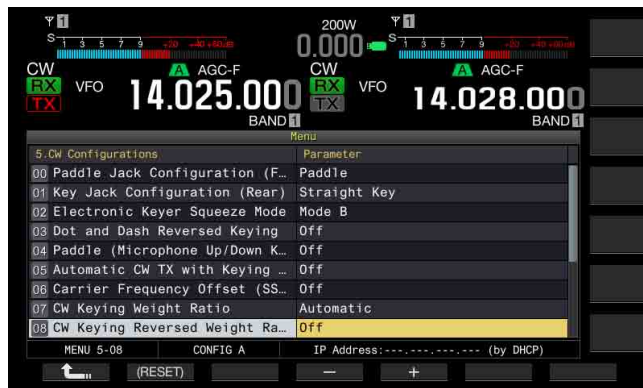 1 200W 1
S 1 3 5 7 9 +20 +40 +60dB 0.000 S 1 3 5 7 9 +20 +40 +60dB
CW A AGC-F CW A AGC-F
RX VFO 14.025.000 RX VFO 14.028.000
TX TX
BAND 1 BAND 1
Menu
5.CW Configurations Parameter
00 Paddle Jack Configuration (F… Paddle
01 Key Jack Configuration (Rear) Straight Key
02 Electronic Keyer Squeeze Mode Mode B
03 Dot and Dash Reversed Keying Off
04 Paddle (Microphone Up/Down K… Off
05 Automatic CW TX with Keying … Off
06 Carrier Frequency Offset (SS… Off
07 CW Keying Weight Ratio Automatic
08 CW Keying Reversed Weight Ra… Off
MENU 5-08 CONFIG A IP Address:---.---.---.--- (by DHCP)
(RESET) − +